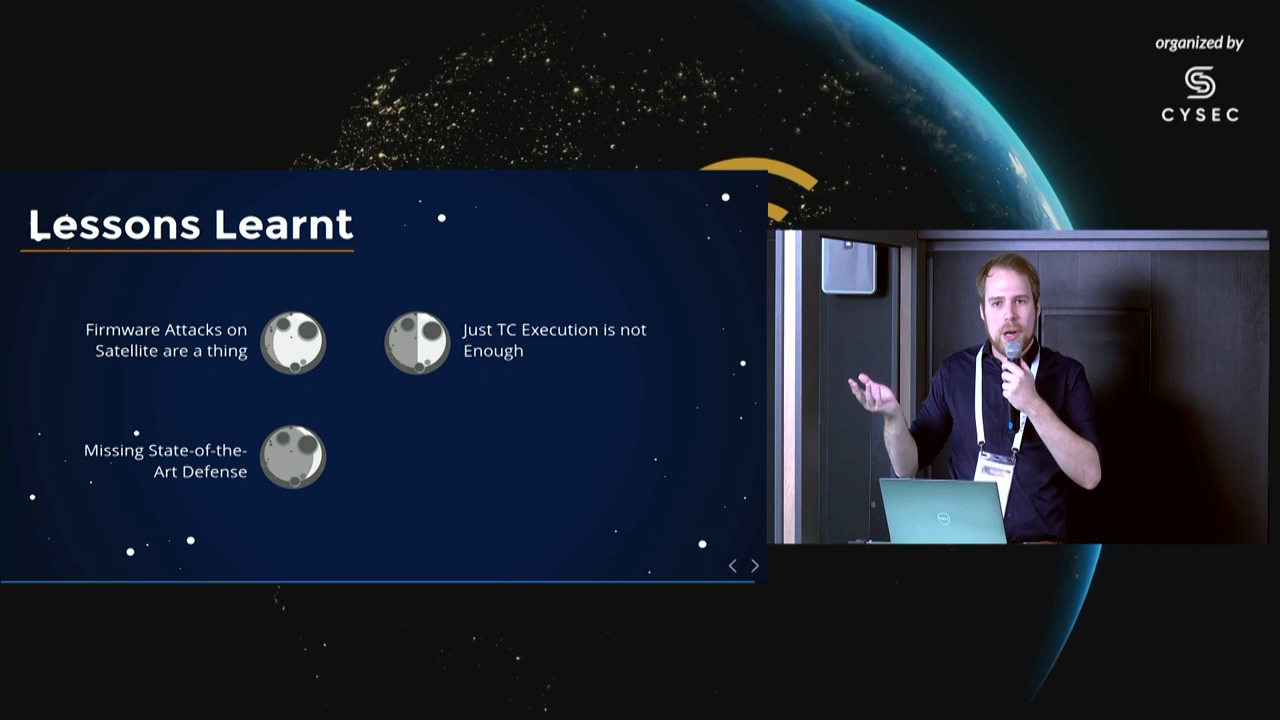 organized by
CYSEC
Lessons Learnt
Firmware Attacks on
Satellite are a thing
Just TC Execution is not
Enough
Missing State-of-the-
Art Defense
DELL